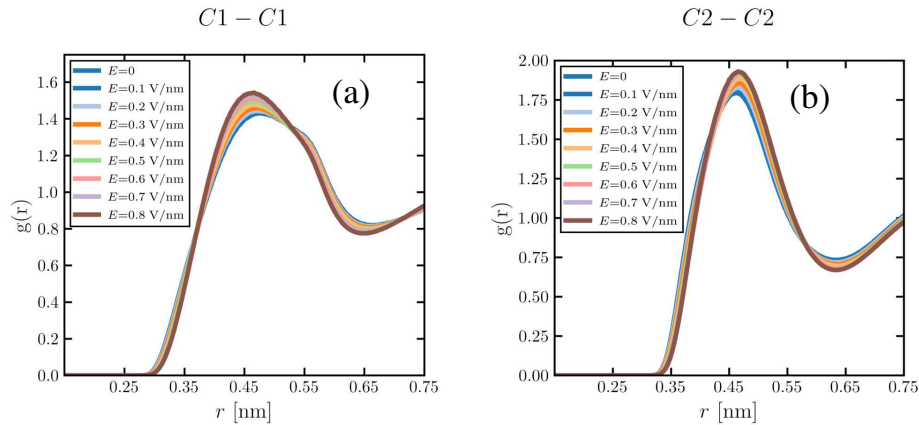 C1 − C1
C2 − C2
(a)
E=0
E=0.1 V/nm
E=0.2 V/nm
E=0.3 V/nm
E=0.4 V/nm
E=0.5 V/nm
E=0.6 V/nm
E=0.7 V/nm
E=0.8 V/nm
g(r)
1.6
1.4
1.2
1.0
0.8
0.6
0.4
0.2
0.0
0.25
0.35
0.45
0.55
0.65
0.75
r [nm]
(b)
E=0
E=0.1 V/nm
E=0.2 V/nm
E=0.3 V/nm
E=0.4 V/nm
E=0.5 V/nm
E=0.6 V/nm
E=0.7 V/nm
E=0.8 V/nm
g(r)
2.00
1.75
1.50
1.25
1.00
0.75
0.50
0.25
0.00
0.25
0.35
0.45
0.55
0.65
0.75
r [nm]